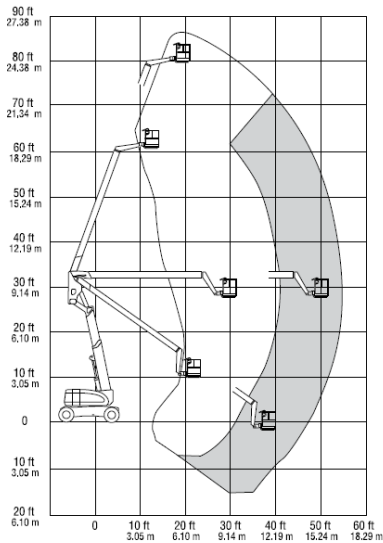 90 ft
27,38 m
80 ft
24,38 m
70 ft
21,34 m
60 ft
18,29 m
50 ft
15,24 m
40 ft
12,19 m
30 ft
9,14 m
20 ft
6,10 m
10 ft
3,05 m
0
10 ft
3,05 m
20 ft
6,10 m
0 10 ft 20 ft 30 ft 40 ft 50 ft 60 ft
3.05 m 6.10 m 9.14 m 12.19 m 15.24 m 18.29 m